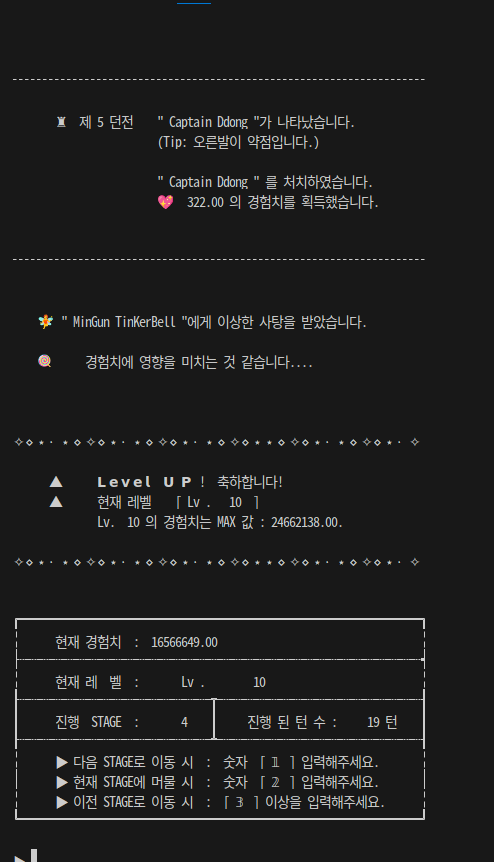 ♜ 제 5 던전 " Captain Ddong "가 나타났습니다.
(Tip: 오른발이 약점입니다.)
" Captain Ddong " 를 처치하였습니다.
💖 322.00 의 경험치를 획득했습니다.
🧚 " MinGun TinKerBell "에게 이상한 사탕을 받았습니다.
🍭 경험치에 영향을 미치는 것 같습니다....
▲ Level UP ! 축하합니다!
▲ 현재 레벨 「 Lv . 10 」
Lv. 10 의 경험치는 MAX 값 : 24662138.00.
현재 경험치 : 16566649.00
현재 레 벨 : Lv . 10
진행 STAGE : 4 진행 된 턴 수 : 19 턴
▶ 다음 STAGE로 이동 시 : 숫자 「 𝟙 」 입력해주세요.
▶ 현재 STAGE에 머물 시 : 숫자 「 𝟚 」 입력해주세요.
▶ 이전 STAGE로 이동 시 : 「 𝟛 」 이상을 입력해주세요.
▶